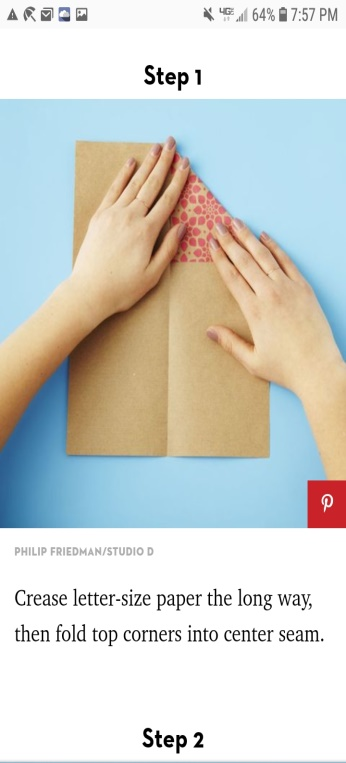 64% 7:57 PM
Step 1
PHILIP FRIEDMAN/STUDIO D
Crease letter-size paper the long way,
then fold top corners into center seam.
Step 2